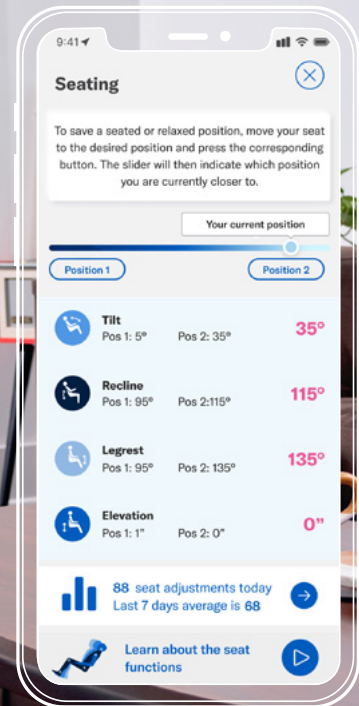 9:41
Seating
To save a seated or relaxed position, move your seat
to the desired position and press the corresponding
button. The slider will then indicate which position
you are currently closer to.
Your current position
Position 1
Position 2
Tilt
Pos 1: 5° Pos 2: 35° 35°
Recline
Pos 1: 95° Pos 2:115° 115°
Legrest
Pos 1: 95° Pos 2: 135° 135°
Elevation
Pos 1: 1" Pos 2: 0" 0"
88 seat adjustments today
Last 7 days average is 68
Learn about the seat
functions